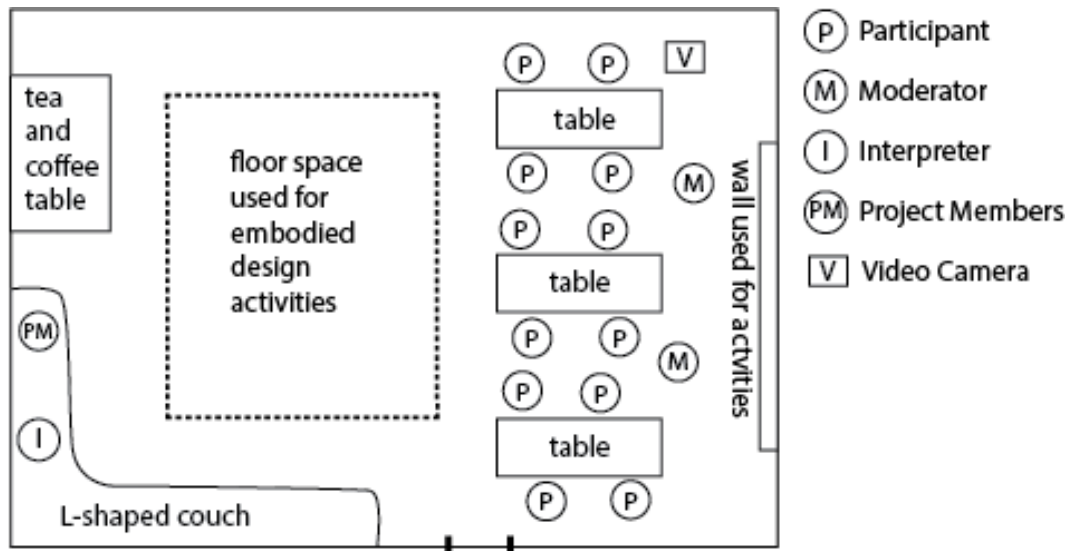 tea
and
coffee
table
floor space
used for
embodied
design
activities
P P
V
table
P P
M
P P
table
P P
M
P P
table
P P
wall used for actvities
PM
I
L-shaped couch
P Participant
M Moderator
I Interpreter
PM Project Members
V Video Camera